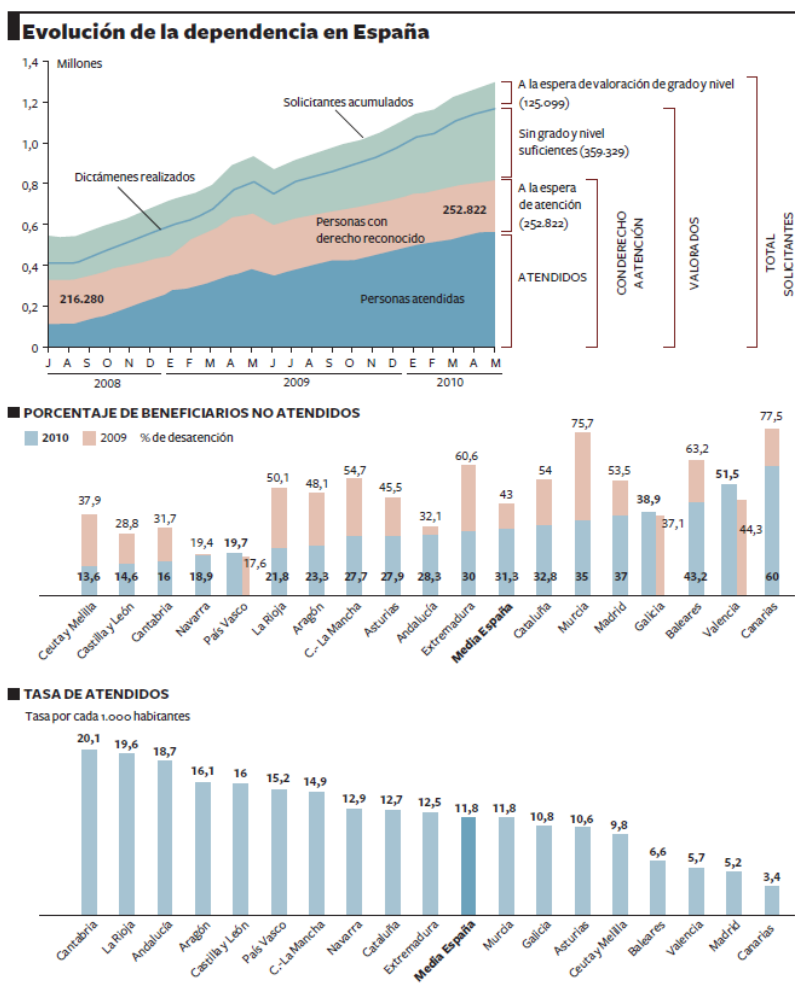 Evolución de la dependencia en España
1,4
Millones
1,2
1,0
0,8
0,6
0,4
0,2
0
Solicitantes acumulados
Dictámenes realizados
Personas con
derecho reconocido
252.822
216.280
Personas atendidas
J A S O N D E F M A M J J A S O N D E F M A M
2008 2009 2010
A la espera de valoración de grado y nivel
(125.099)
Sin grado y nivel
suficientes (359.329)
A la espera
de atención
(252.822)
ATENDIDOS
CON DERECHO
A ATENCIÓN
VALORADOS
TOTAL
SOLICITANTES
PORCENTAJE DE BENEFICIARIOS NO ATENDIDOS
2010 2009 % de desatención
37,9 28,8 31,7 19,4 19,7 17,6 50,1 48,1 54,7 45,5 32,1 60,6 43 54 75,7 53,5 38,9 37,1 63,2 51,5 44,3 77,5
13,6 14,6 16 18,9 21,8 23,3 27,7 27,9 28,3 30 31,3 32,8 35 37 43,2 60
Ceuta y Melilla
Castilla y León
Cantabria
Navarra
País Vasco
La Rioja
Aragón
C.- La Mancha
Asturias
Andalucía
Extremadura
Media España
Cataluña
Murcia
Madrid
Galicia
Baleares
Valencia
Canarias
TASA DE ATENDIDOS
Tasa por cada 1.000 habitantes
20,1 19,6 18,7 16,1 16 15,2 14,9 12,9 12,7 12,5 11,8 11,8 10,8 10,6 9,8 6,6 5,7 5,2 3,4
Cantabria
La Rioja
Andalucía
Aragón
Castilla y León
País Vasco
C.-La Mancha
Navarra
Cataluña
Extremadura
Media España
Murcia
Galicia
Asturias
Ceuta y Melilla
Baleares
Valencia
Madrid
Canarias